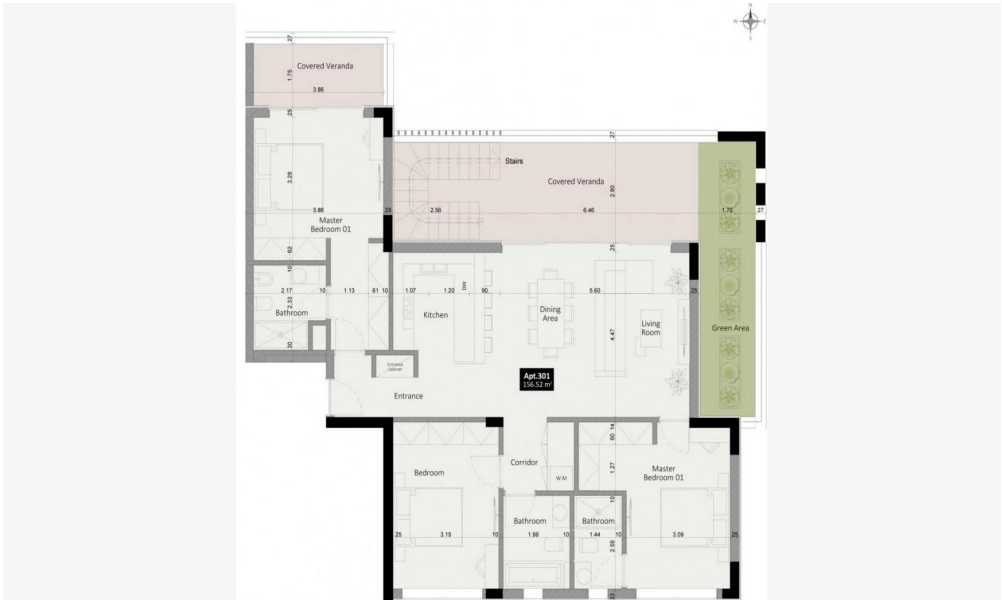 N
W E
S
27
Covered Veranda
1.75
3.86
25
27
Stairs
Covered Veranda
3.28
2.80
3.86
25
2.56
6.46
1.70
27
Master
Bedroom 01
62
25
10
2.17
10
1.13
61
10
1.07
1.20
DW
90
5.60
25
2.33
Bathroom
Kitchen
Dining
Area
Living
Room
Green Area
4.47
30
Entrance
Cabinet
Apt.301
156.52 m²
Entrance
14
60
Bedroom
Corridor
1.27
Master
Bedroom 01
W.M
10
Bathroom
Bathroom
25
3.15
10
1.99
10
1.44
10
3.09
25
2.59
33